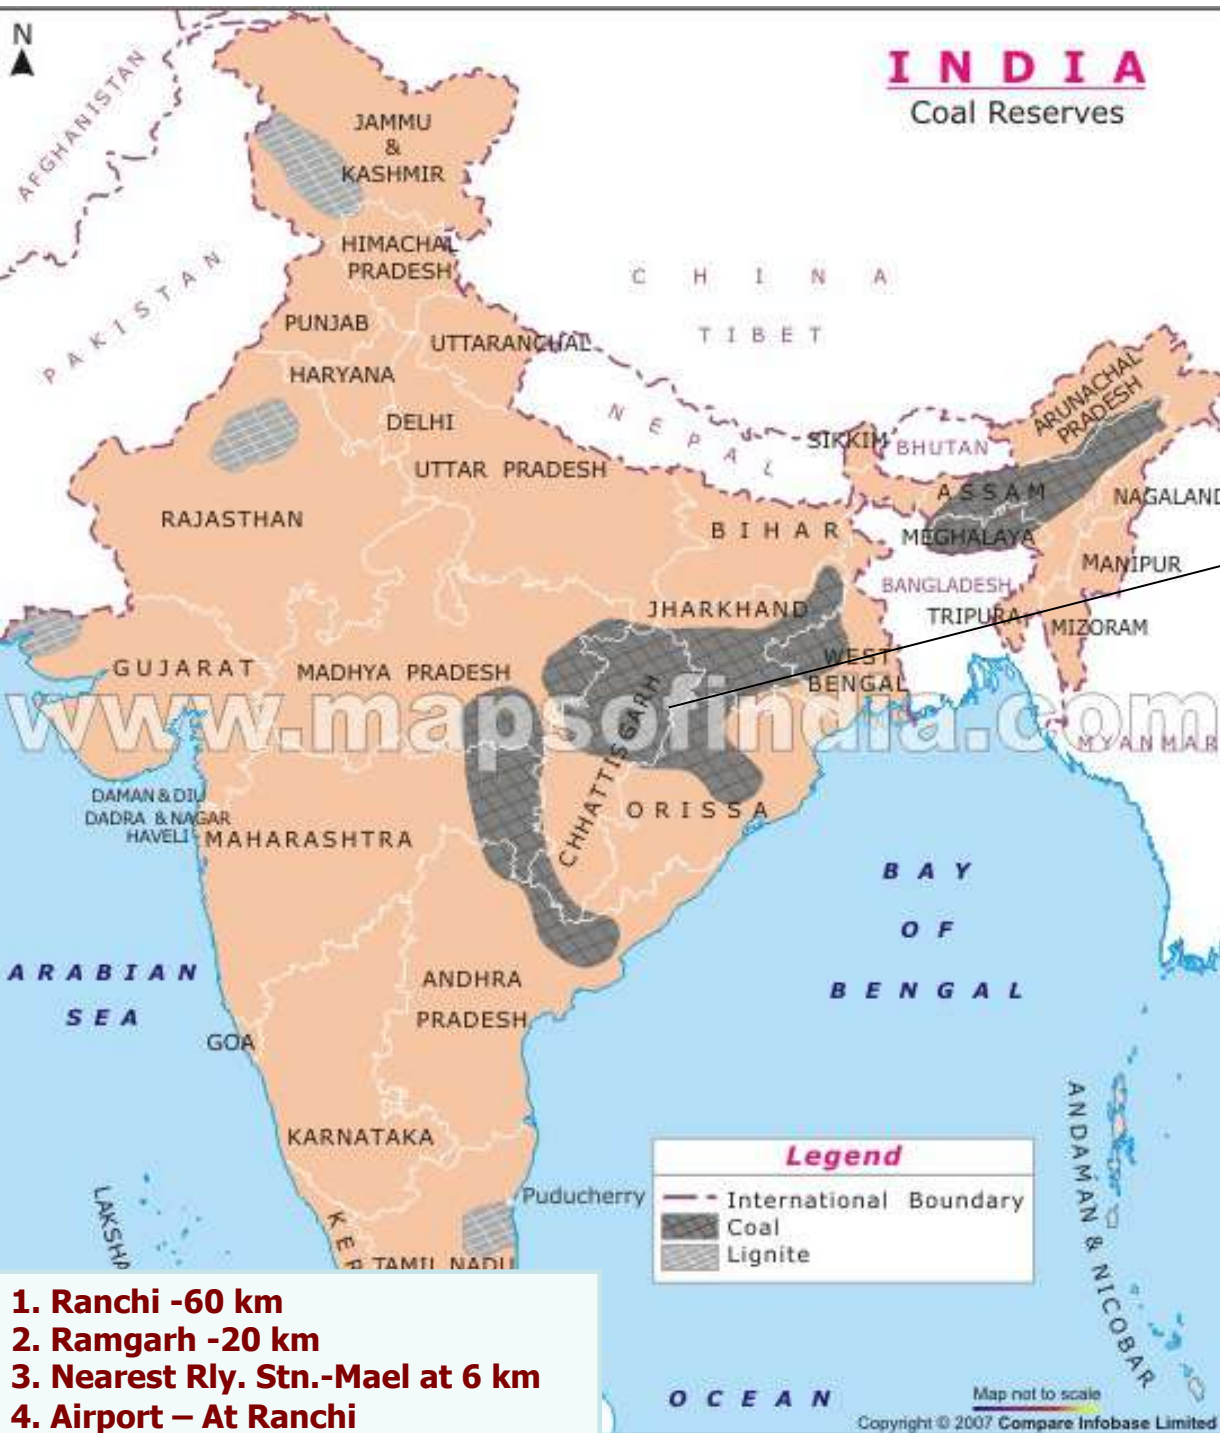 N
INDIA
Coal Reserves
AFGHANISTAN
JAMMU
&
KASHMIR
HIMACHAL
PRADESH
PAKISTAN
CHINA
TIBET
PUNJAB
UTTARANCHAL
HARYANA
DELHI
NEPAL
SIKKIM
BHUTAN
ARUNACHAL
PRADESH
UTTAR PRADESH
ASSAM
NAGALAND
RAJASTHAN
BIHAR
MEGHALAYA
MANIPUR
BANGLADESH
JHARKHAND
TRIPURA
MIZORAM
GUJARAT
MADHYA PRADESH
WEST
BENGAL
www.mapsofindia.com
MYANMAR
CHHATTISGARH
DAMAN & DIU
DADRA & NAGAR
HAVELI
MAHARASHTRA
ORISSA
BAY
OF
BENGAL
ARABIAN
SEA
ANDHRA
PRADESH
GOA
KARNATAKA
ANDAMAN & NICOBAR
Legend
International Boundary
Coal
Lignite
Puducherry
LAKSHA
KER
TAMIL NADU
1. Ranchi -60 km
2. Ramgarh -20 km
3. Nearest Rly. Stn.-Mael at 6 km
4. Airport – At Ranchi
OCEAN
Map not to scale
Copyright © 2007 Compare Infobase Limited